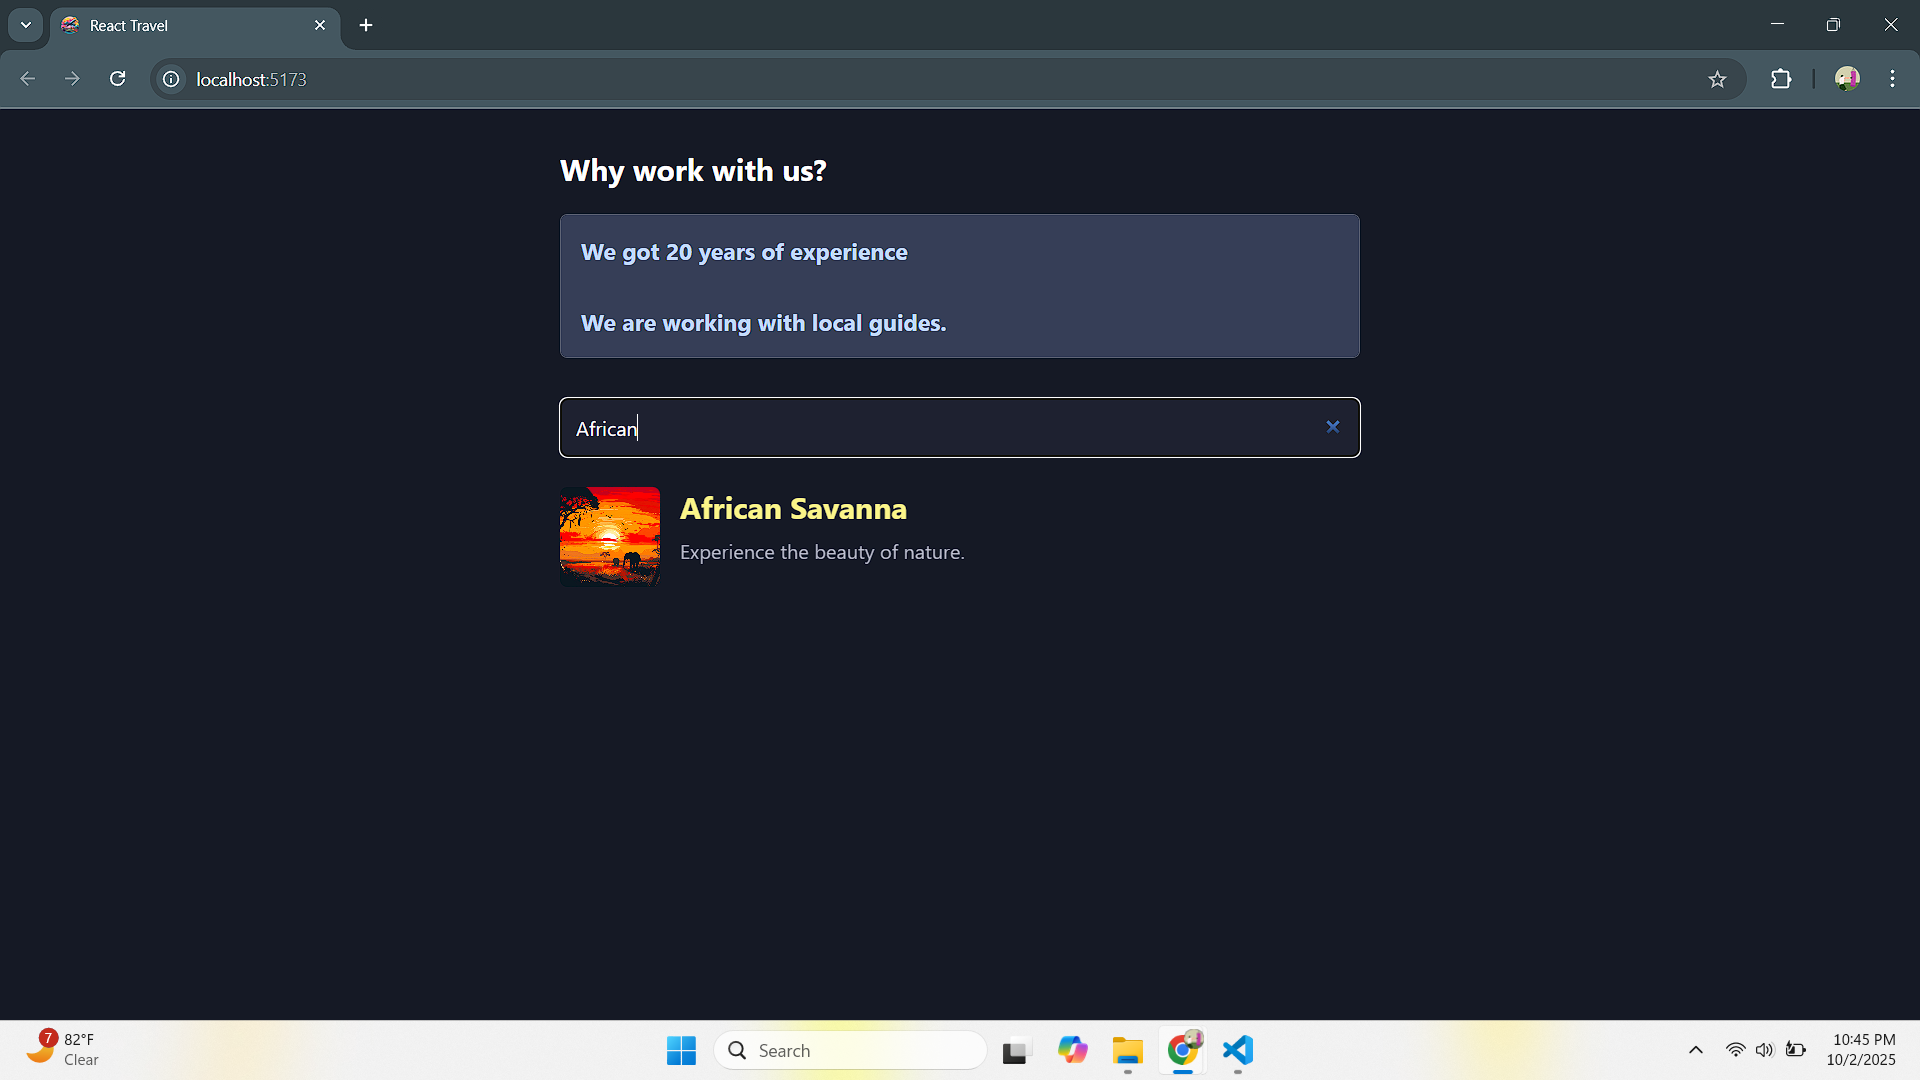 React Travel
localhost:5173
Why work with us?
We got 20 years of experience
We are working with local guides.
African
African Savanna
Experience the beauty of nature.
7
82°F
Clear
Search
10:45 PM
10/2/2025